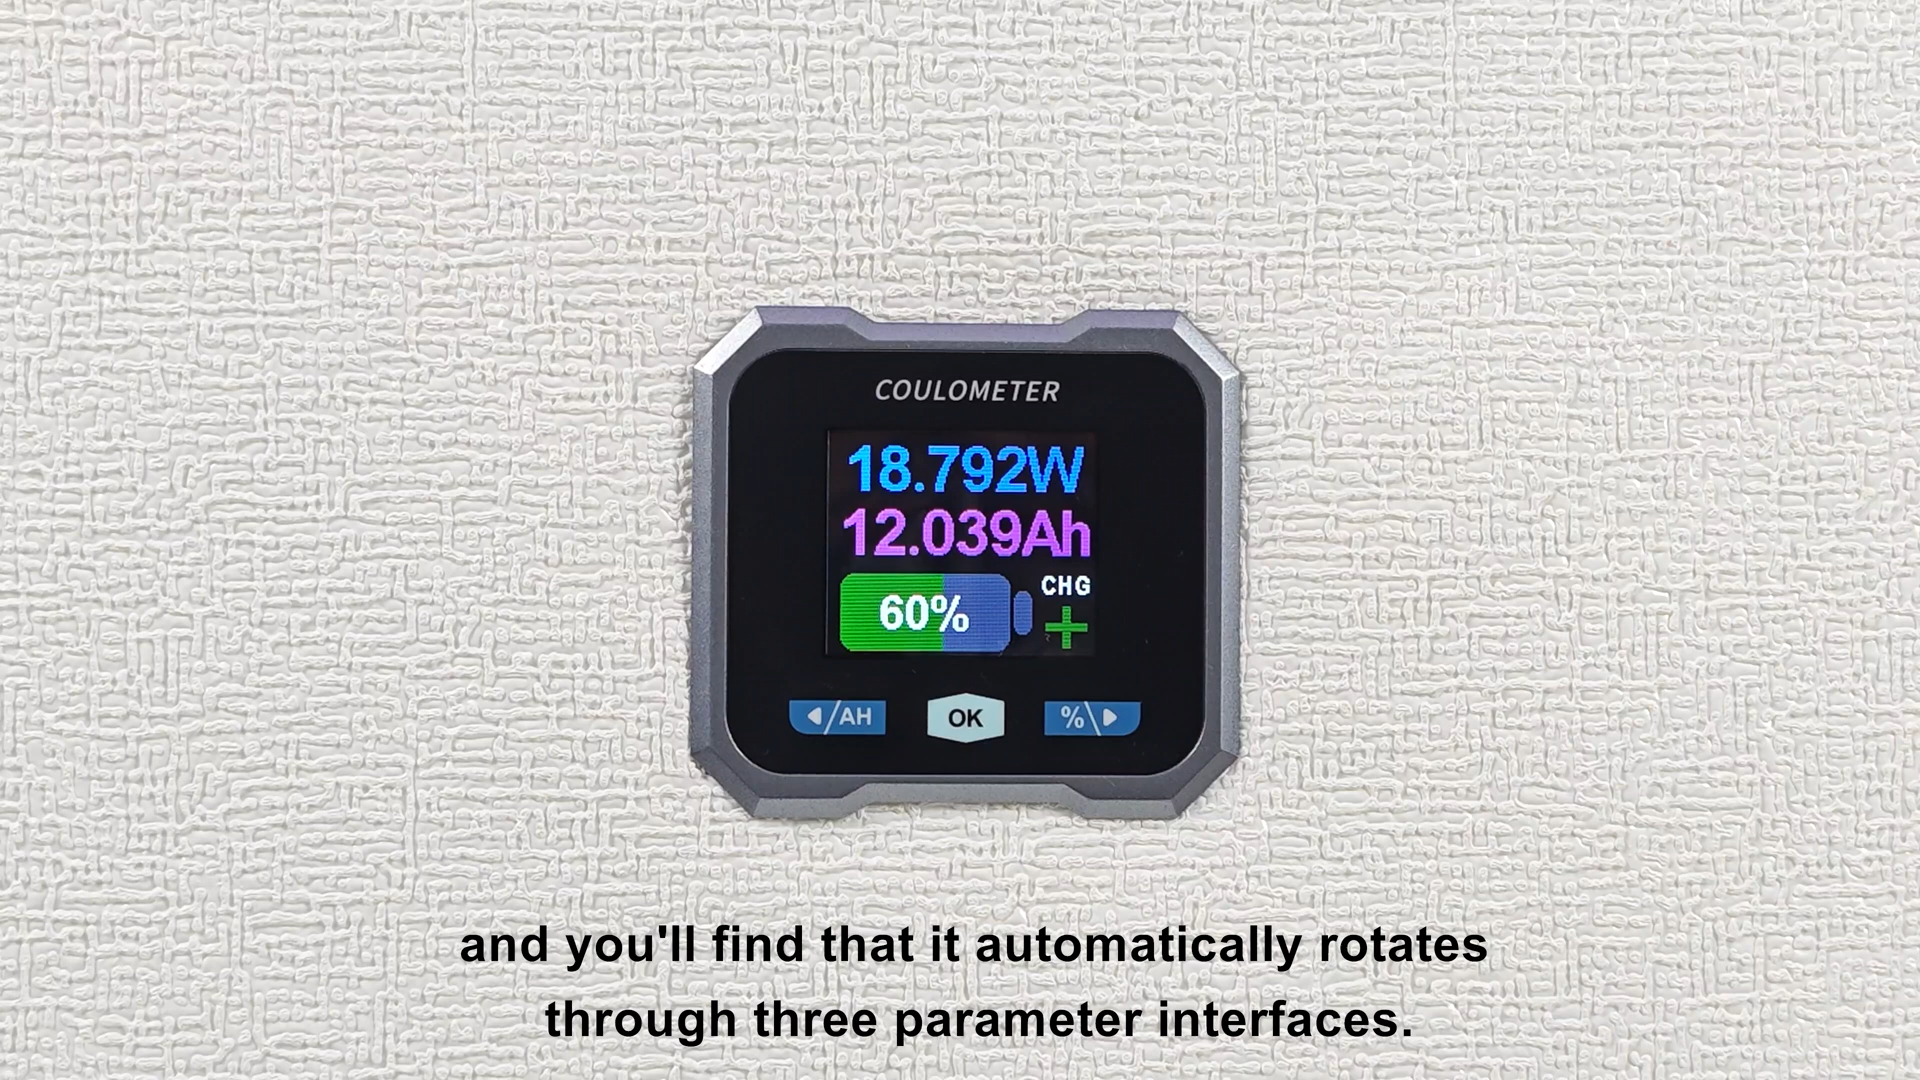 COULOMETER
18.792W
12.039Ah
60%
CHG
+
/AH
OK
%\
and you'll find that it automatically rotates
through three parameter interfaces.